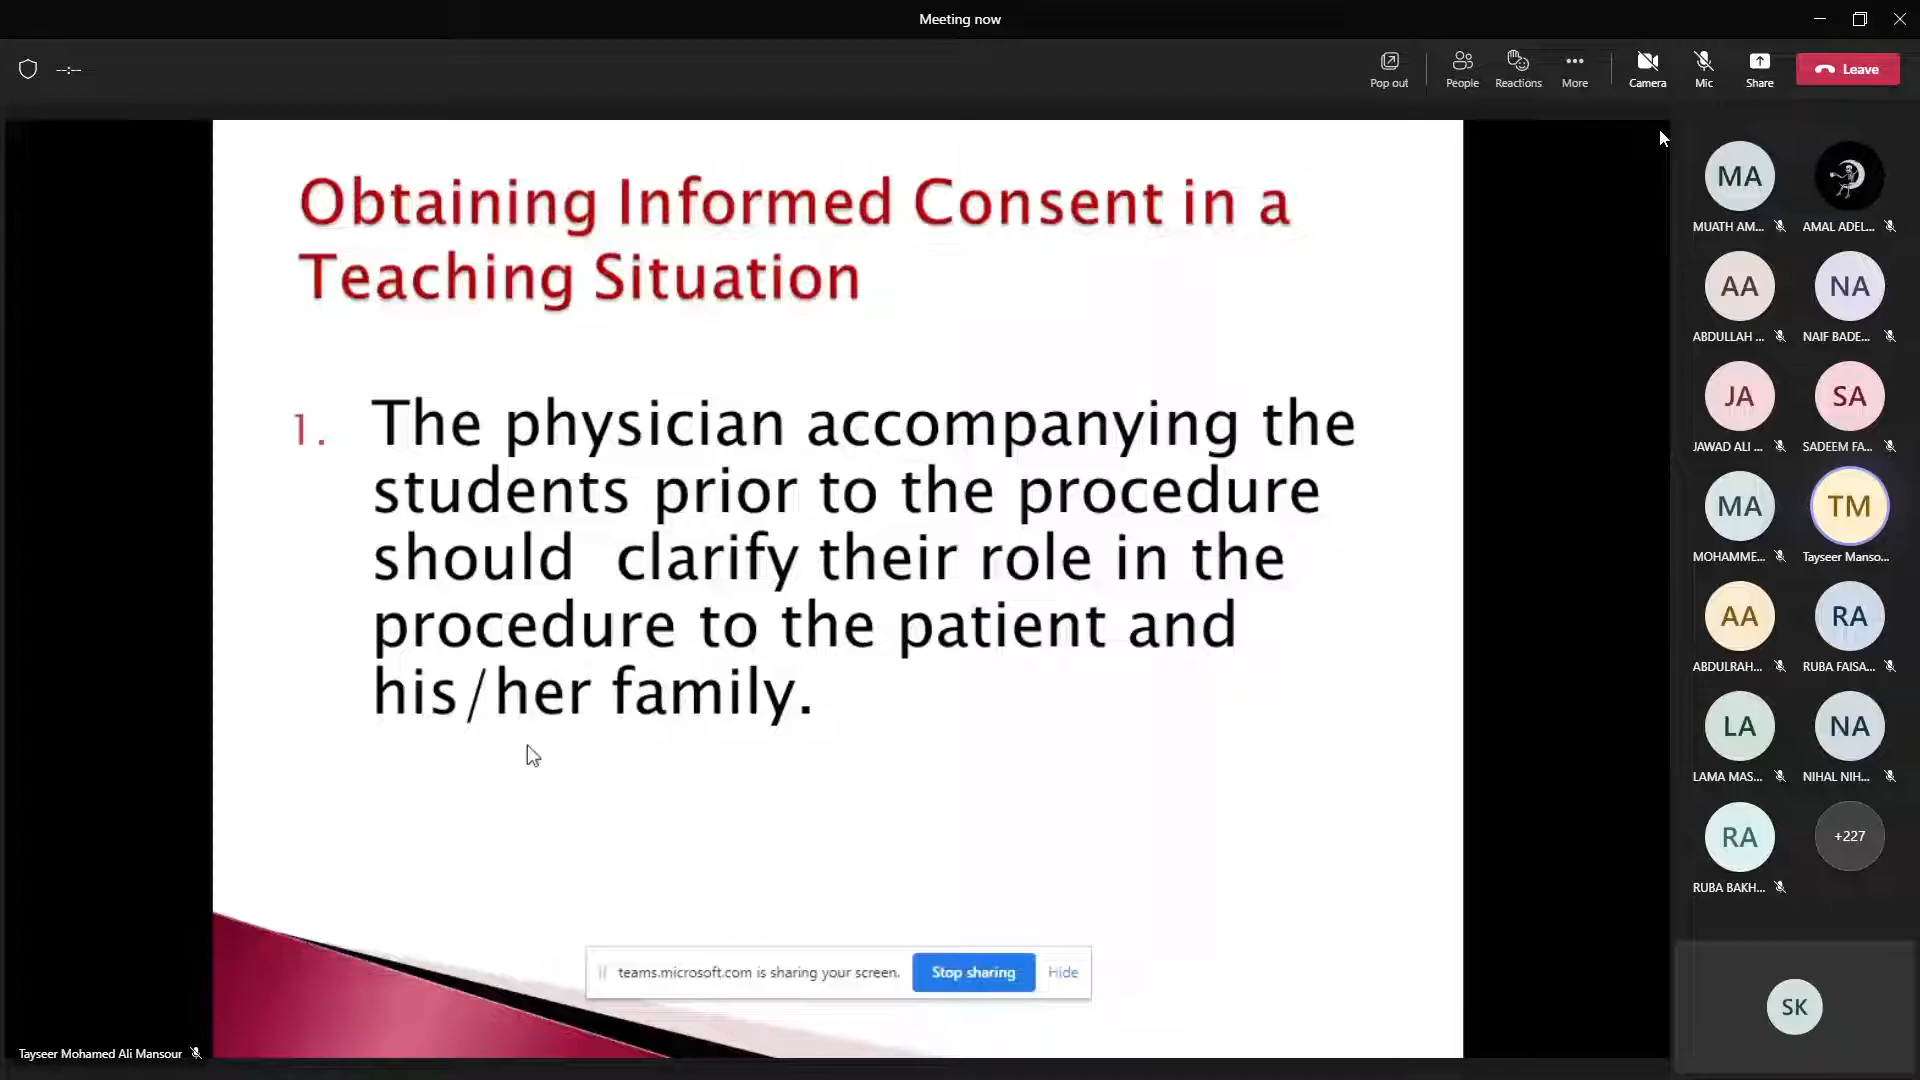 Meeting now
--:--
Pop out
People
Reactions
More
Camera
Mic
Share
Leave
Obtaining Informed Consent in a
Teaching Situation
1. The physician accompanying the
students prior to the procedure
should clarify their role in the
procedure to the patient and
his/her family.
teams.microsoft.com is sharing your screen.
Stop sharing
Hide
Tayseer Mohamed Ali Mansour
MA
MUATH AM...
AMAL ADEL...
AA
ABDULLAH ...
NA
NAIF BADE...
JA
JAWAD ALI ...
SA
SADEEM FA...
MA
MOHAMME...
TM
Tayseer Manso...
AA
ABDULRAH...
RA
RUBA FAISA...
LA
LAMA MAS...
NA
NIHAL NIH...
RA
RUBA BAKH...
+227
SK